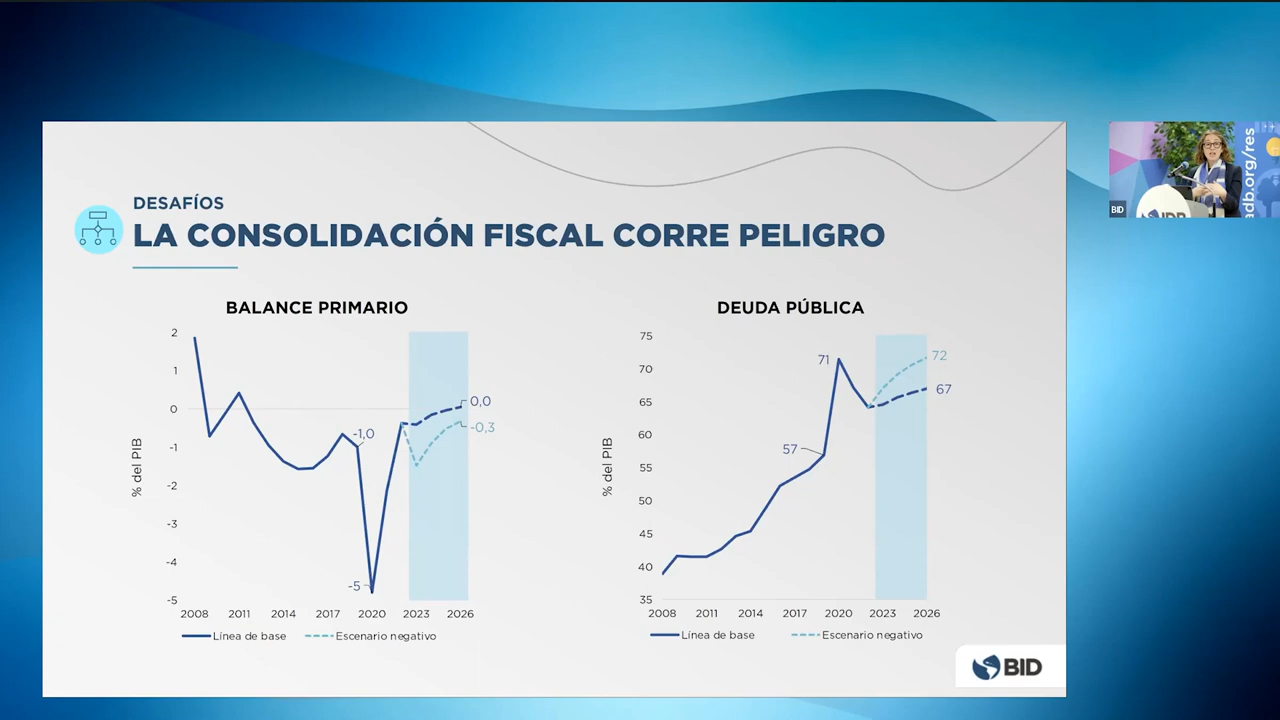 DESAFÍOS
LA CONSOLIDACIÓN FISCAL CORRE PELIGRO
BALANCE PRIMARIO
% del PIB
2
1
0
-1
-2
-3
-4
-5
-1,0
-5
0,0
-0,3
2008 2011 2014 2017 2020 2023 2026
Línea de base Escenario negativo
DEUDA PÚBLICA
% del PIB
75
70
65
60
55
50
45
40
35
57
71
72
67
2008 2011 2014 2017 2020 2023 2026
Línea de base Escenario negativo
BID
BID
adb.org/res
IDB